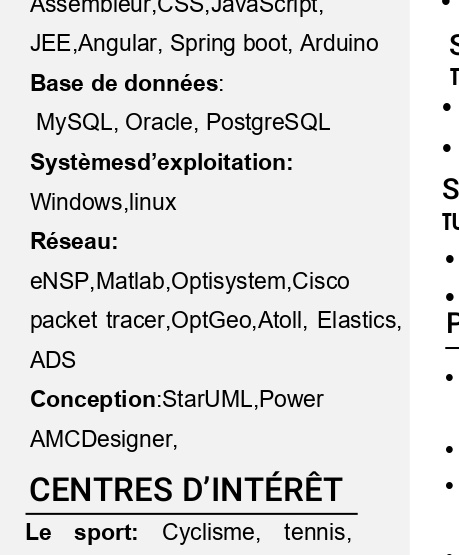 Assembleur,CSS,JavaScript,
JEE,Angular, Spring boot, Arduino
Base de données:
MySQL, Oracle, PostgreSQL
Systèmesd’exploitation:
Windows,linux
Réseau:
eNSP,Matlab,Optisystem,Cisco
packet tracer,OptGeo,Atoll, Elastics,
ADS
Conception:StarUML,Power
AMCDesigner,
CENTRES D’INTÉRÊT
Le sport: Cyclisme, tennis,